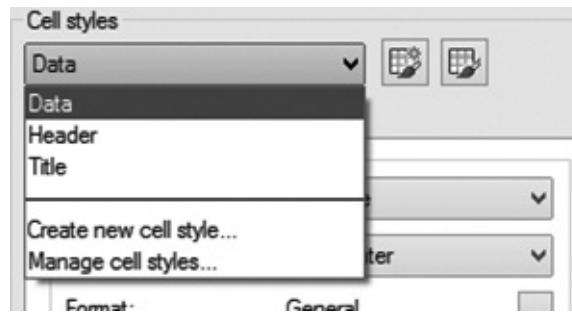 Cell styles
Data
Data
Header
Title
Create new cell style...
Manage cell styles...
Format: General